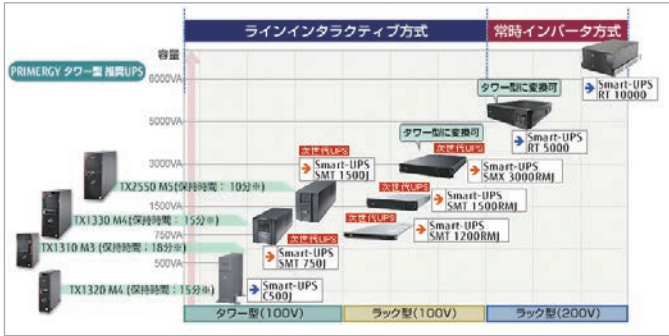 ラインインタラクティブ方式
常時インバータ方式
容量
PRIMERGY タワー型 推奨UPS
6000VA
5000VA
3000VA
1500VA
750VA
500VA
Smart-UPS
RT 10000
タワー型に変換可
Smart-UPS
RT 5000
タワー型に変換可
次世代UPS
Smart-UPS
SMX 3000RMJ
次世代UPS
Smart-UPS
SMT 1500J
次世代UPS
Smart-UPS
SMT 1500RMJ
次世代UPS
Smart-UPS
SMT 1200RMJ
次世代UPS
Smart-UPS
SMT 750J
Smart-UPS
C500J
TX2550 M5(保持時間:10分※)
TX1330 M4(保持時間:15分※)
TX1310 M3 (保持時間:18分※)
TX1320 M4(保持時間:15分※)
タワー型(100V)
ラック型(100V)
ラック型(200V)